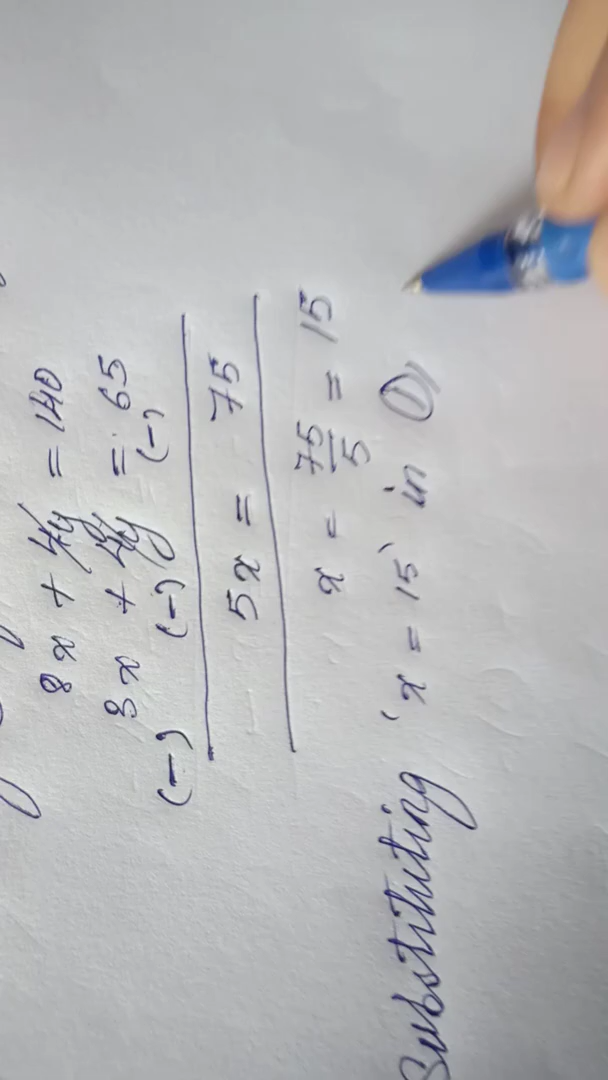 8x + 4y = 140
3x + 4y = 65
(-) (-) (-)
5x = 75
x = 75/5 = 15
Substituting 'x = 15' in ①,